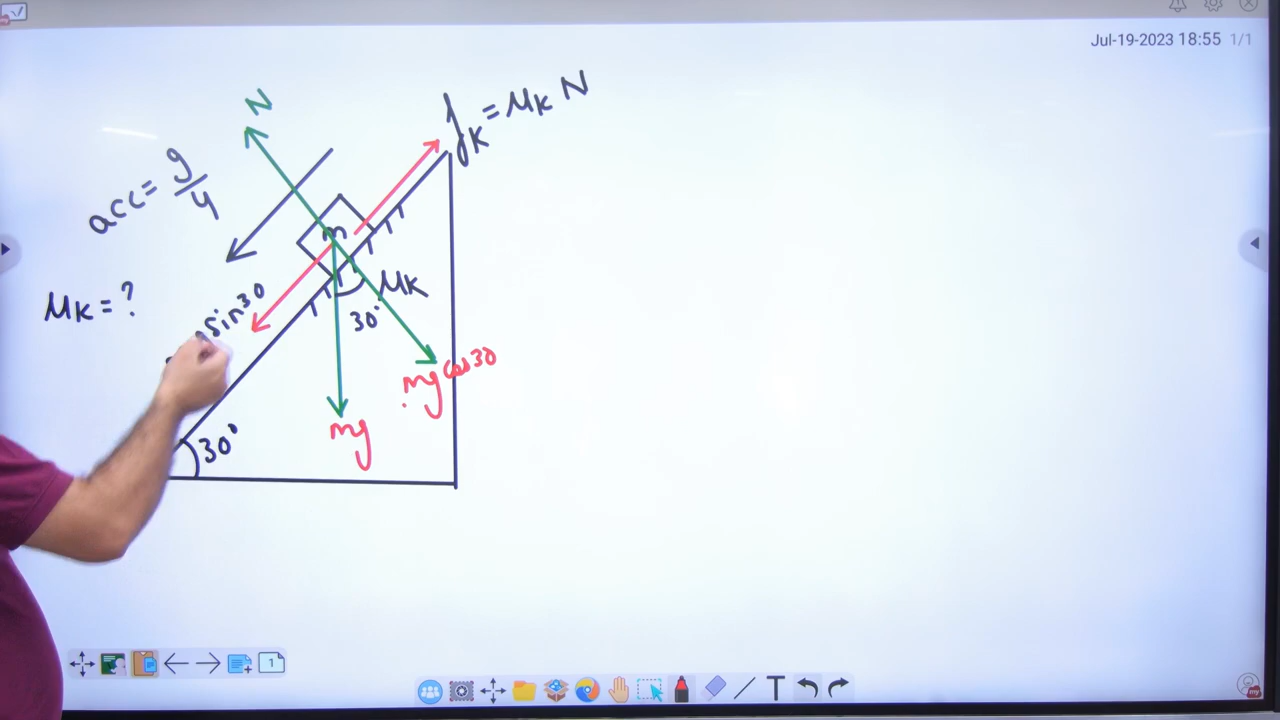 Jul-19-2023 18:55 1/1
N
fK = μK N
acc = g/4
m
μK = ?
sin30
μK
30°
mg cos30
mg
30°
1
T